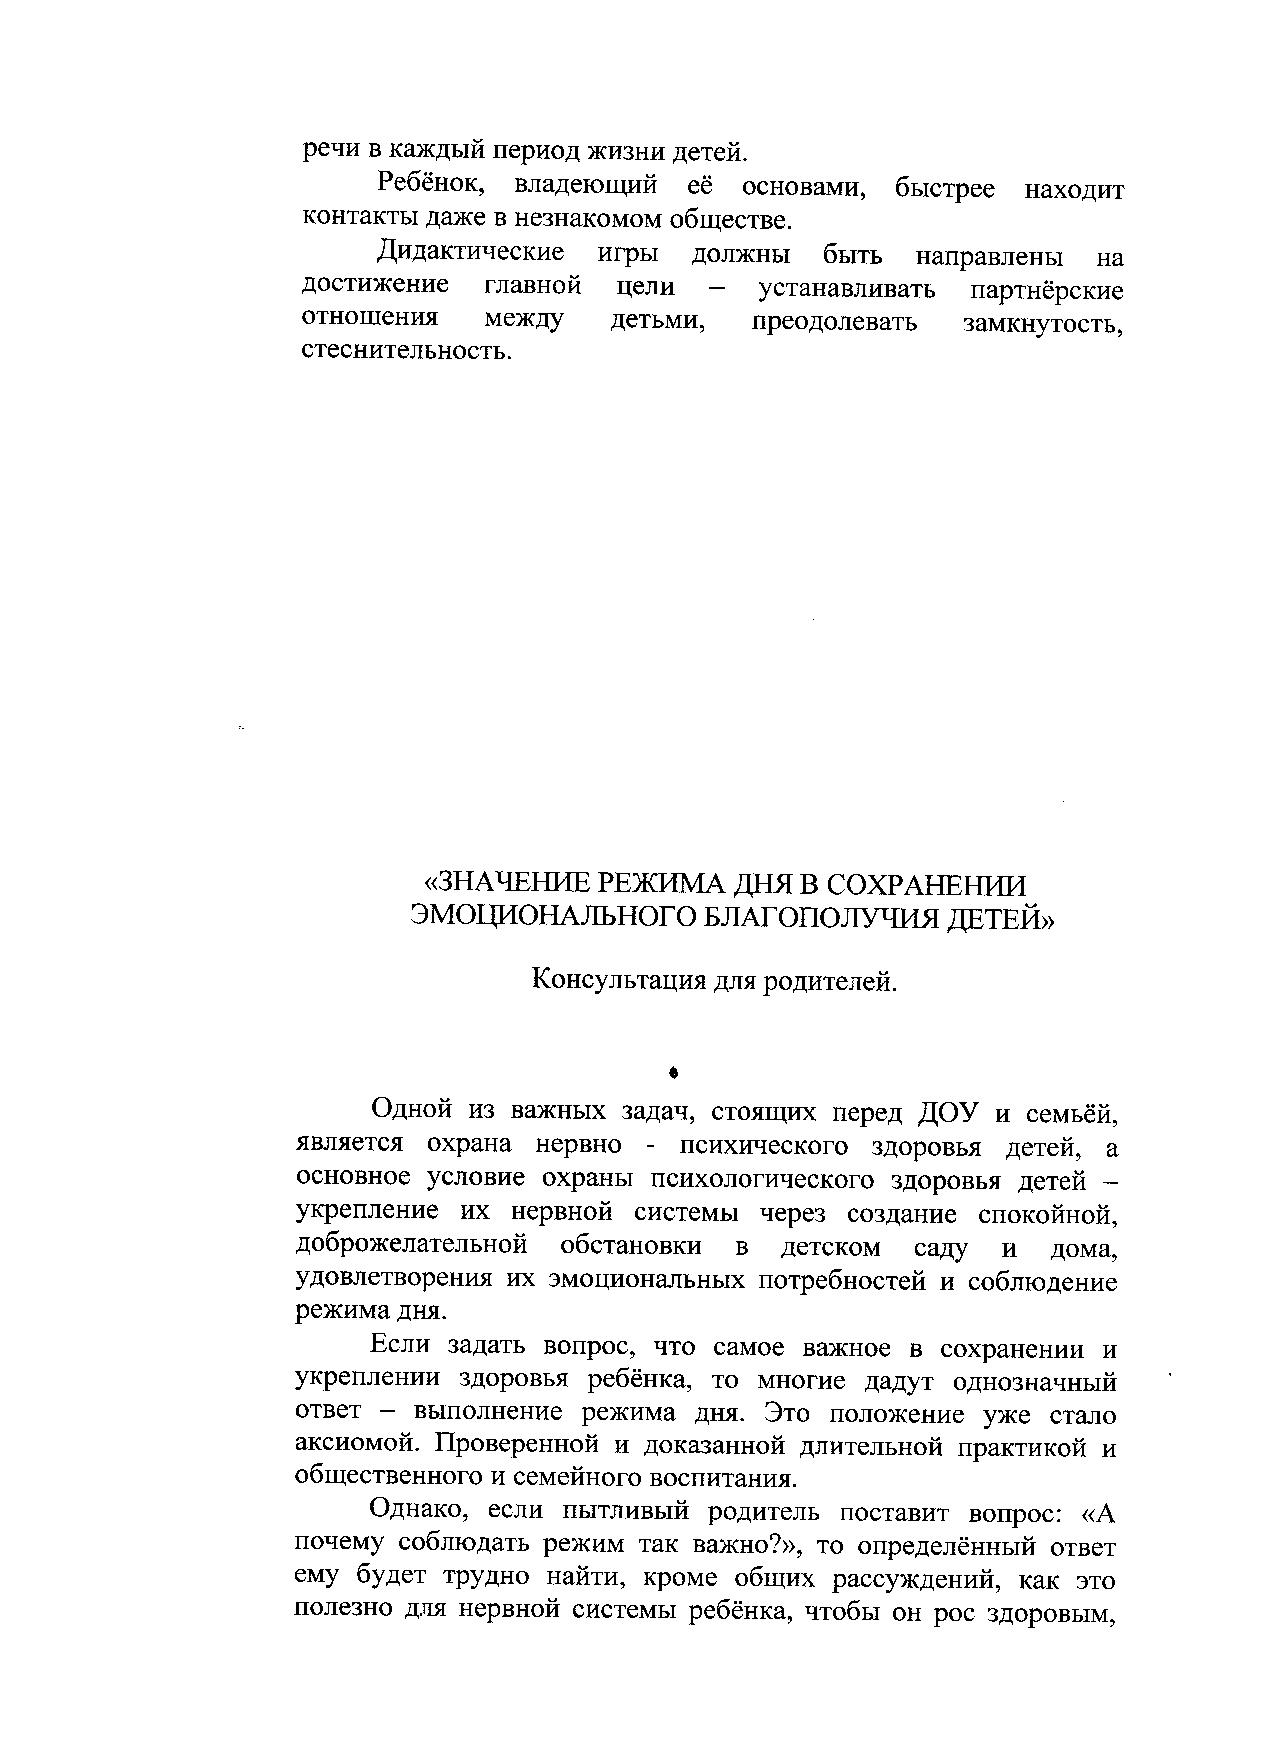 речи в каждый период жизни детей.
Ребёнок, владеющий её основами, быстрее находит
контакты даже в незнакомом обществе.
Дидактические игры должны быть направлены на
достижение главной цели – устанавливать партнёрские
отношения между детьми, преодолевать замкнутость,
стеснительность.
«ЗНАЧЕНИЕ РЕЖИМА ДНЯ В СОХРАНЕНИИ
ЭМОЦИОНАЛЬНОГО БЛАГОПОЛУЧИЯ ДЕТЕЙ»
Консультация для родителей.
Одной из важных задач, стоящих перед ДОУ и семьёй,
является охрана нервно - психического здоровья детей, а
основное условие охраны психологического здоровья детей –
укрепление их нервной системы через создание спокойной,
доброжелательной обстановки в детском саду и дома,
удовлетворения их эмоциональных потребностей и соблюдение
режима дня.
Если задать вопрос, что самое важное в сохранении и
укреплении здоровья ребёнка, то многие дадут однозначный
ответ – выполнение режима дня. Это положение уже стало
аксиомой. Проверенной и доказанной длительной практикой и
общественного и семейного воспитания.
Однако, если пытливый родитель поставит вопрос: «А
почему соблюдать режим так важно?», то определённый ответ
ему будет трудно найти, кроме общих рассуждений, как это
полезно для нервной системы ребёнка, чтобы он рос здоровым,